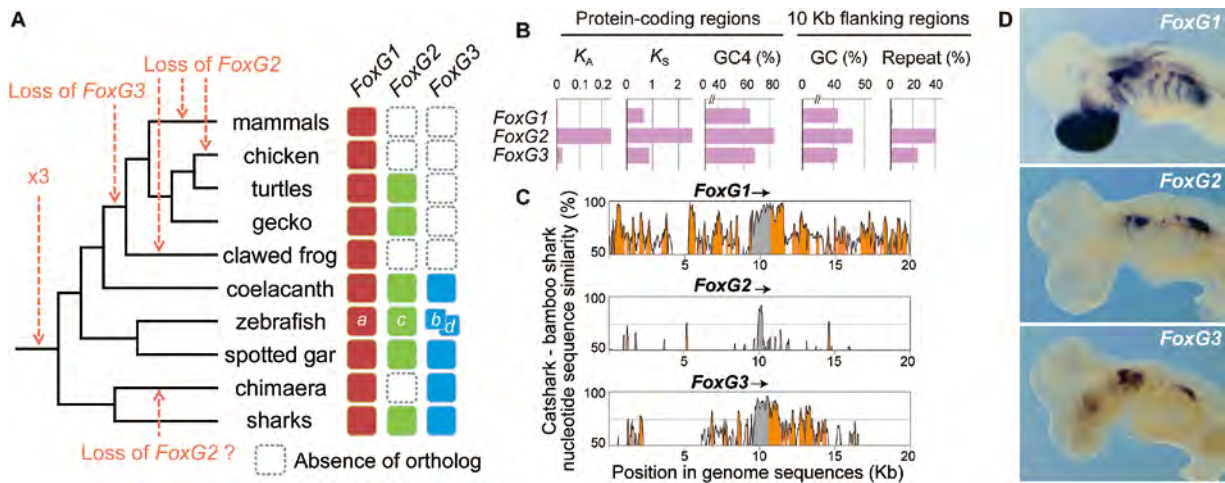 A
Loss of FoxG2
Loss of FoxG3
x3
Loss of FoxG2 ?
FoxG1
FoxG2
FoxG3
mammals
chicken
turtles
gecko
clawed frog
coelacanth
zebrafish
a
c
b
d
spotted gar
chimaera
sharks
Absence of ortholog
B
Protein-coding regions
10 Kb flanking regions
KA
KS
GC4 (%)
GC (%)
Repeat (%)
0 0.1 0.2
0 1 2
0 40 60 80
0 40 50
0 20 40
FoxG1
FoxG2
FoxG3
C
Catshark - bamboo shark
nucleotide sequence similarity (%)
FoxG1→
100
50
5 10 15 20
FoxG2→
100
50
5 10 15 20
FoxG3→
100
50
5 10 15 20
Position in genome sequences (Kb)
D
FoxG1
FoxG2
FoxG3